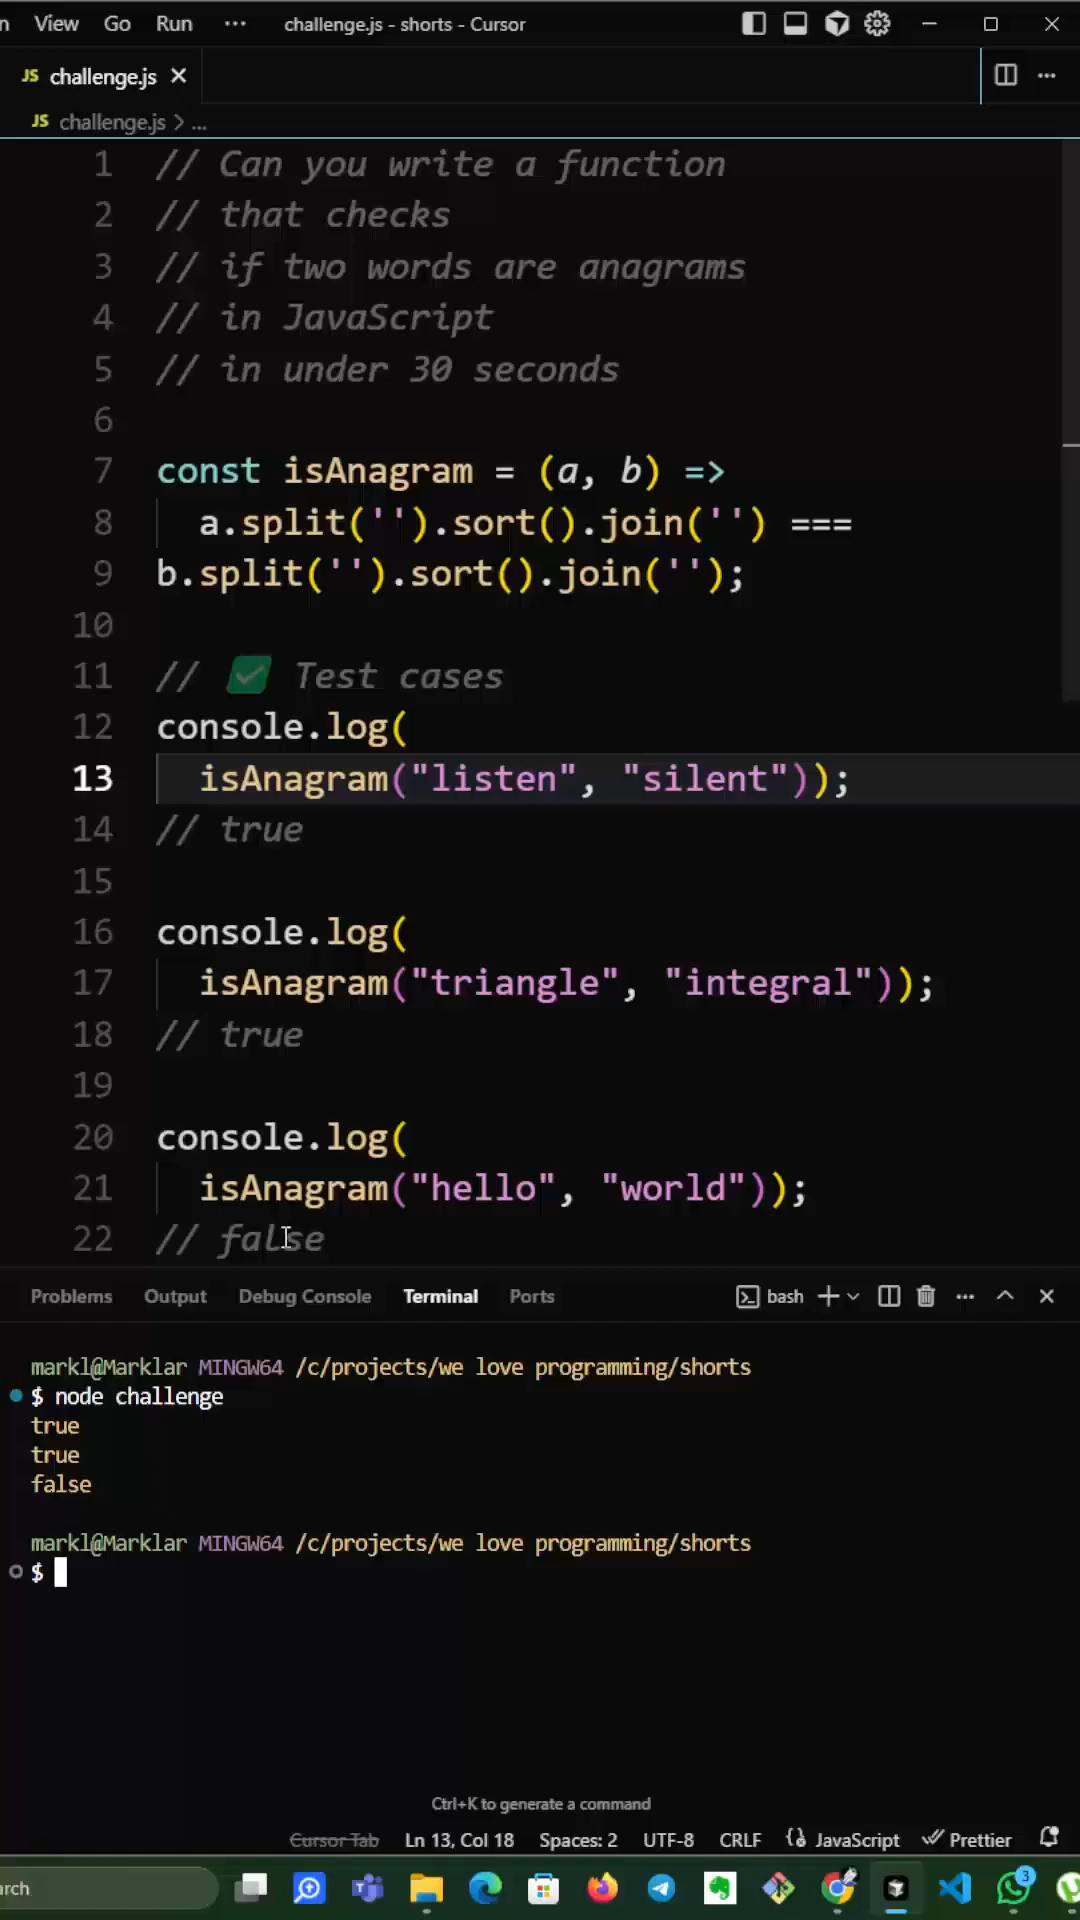 View Go Run ··· challenge.js - shorts - Cursor
JS challenge.js
JS challenge.js > ...
1 // Can you write a function
2 // that checks
3 // if two words are anagrams
4 // in JavaScript
5 // in under 30 seconds
6
7 const isAnagram = (a, b) =>
8 a.split('').sort().join('') ===
9 b.split('').sort().join('');
10
11 // ✅ Test cases
12 console.log(
13 isAnagram("listen", "silent"));
14 // true
15
16 console.log(
17 isAnagram("triangle", "integral"));
18 // true
19
20 console.log(
21 isAnagram("hello", "world"));
22 // false
Problems Output Debug Console Terminal Ports bash
markl@Marklar MINGW64 /c/projects/we love programming/shorts
$ node challenge
true
true
false
markl@Marklar MINGW64 /c/projects/we love programming/shorts
$
Ctrl+K to generate a command
Cursor Tab Ln 13, Col 18 Spaces: 2 UTF-8 CRLF JavaScript Prettier
3